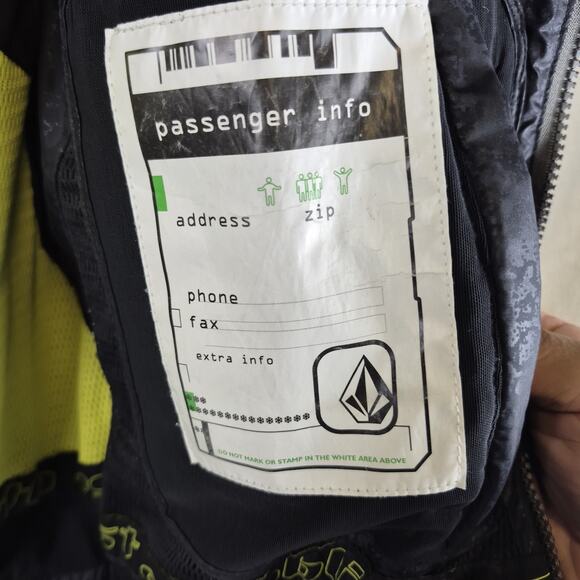 passenger info
address zip
phone
fax
extra info
✻✻
✻✻✻✻✻✻✻✻✻✻✻✻✻✻✻
DO NOT MARK OR STAMP IN THE WHITE AREA ABOVE